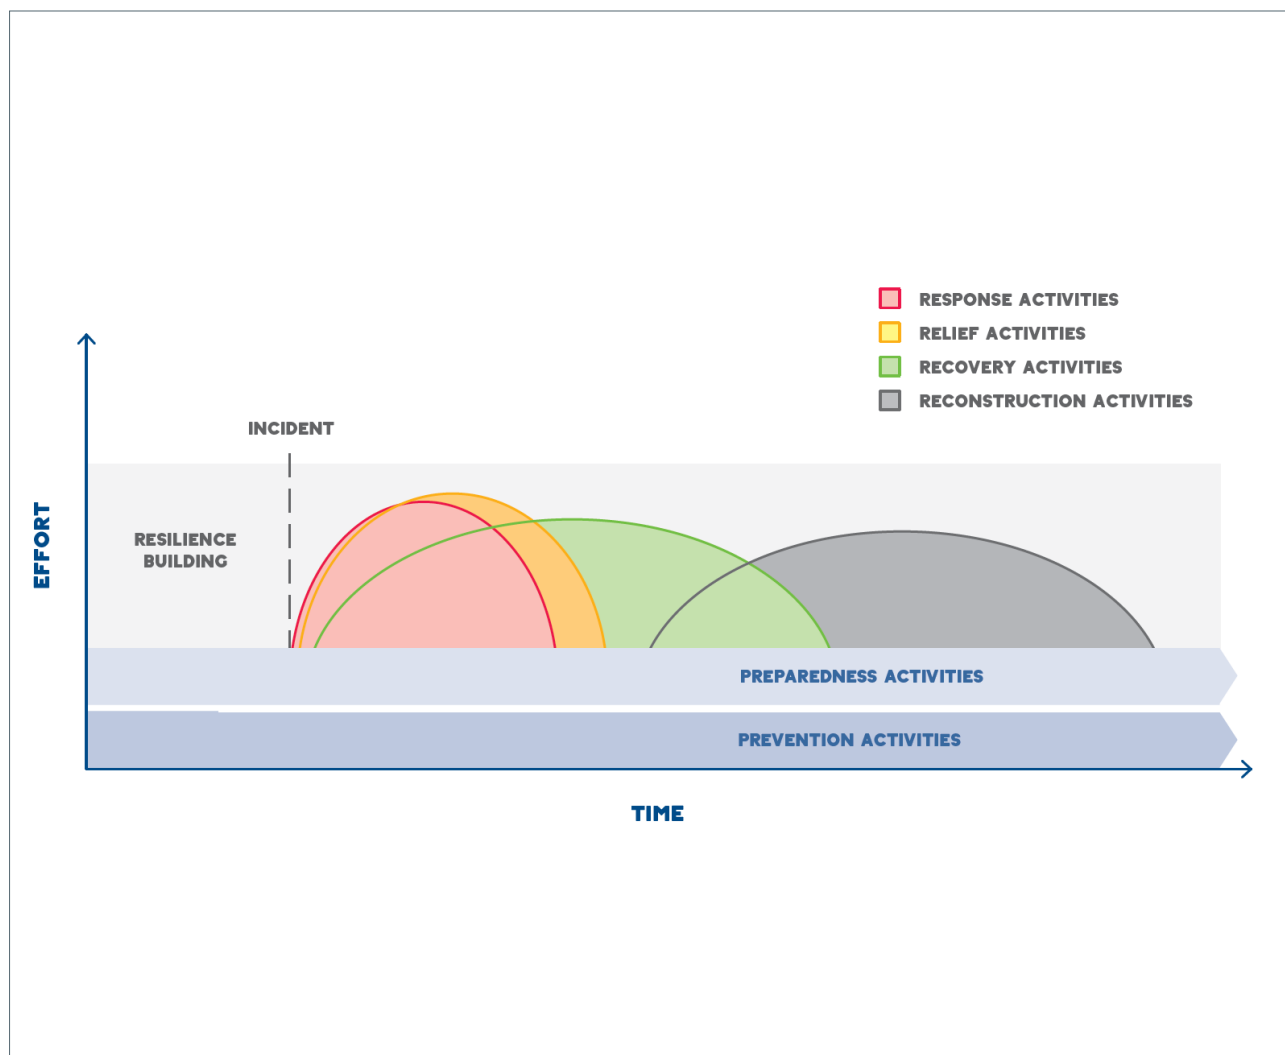 RESPONSE ACTIVITIES
RELIEF ACTIVITIES
RECOVERY ACTIVITIES
RECONSTRUCTION ACTIVITIES
INCIDENT
RESILIENCE
BUILDING
EFFORT
PREPAREDNESS ACTIVITIES
PREVENTION ACTIVITIES
TIME